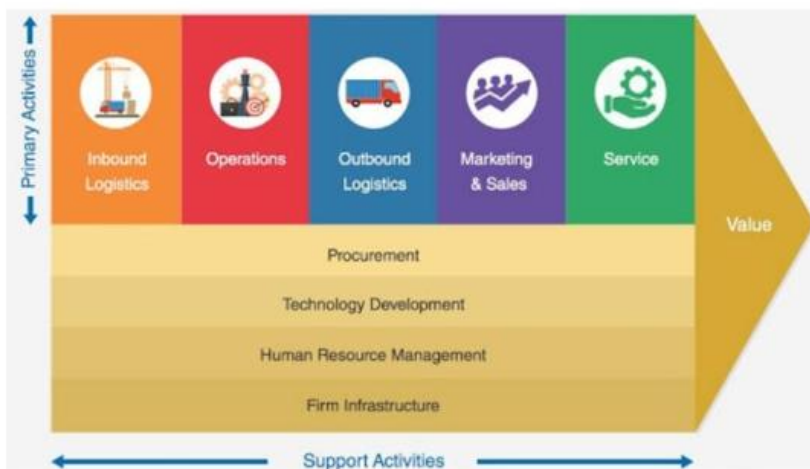 Primary Activities
Inbound
Logistics
Operations
Outbound
Logistics
Marketing
& Sales
Service
Value
Procurement
Technology Development
Human Resource Management
Firm Infrastructure
Support Activities